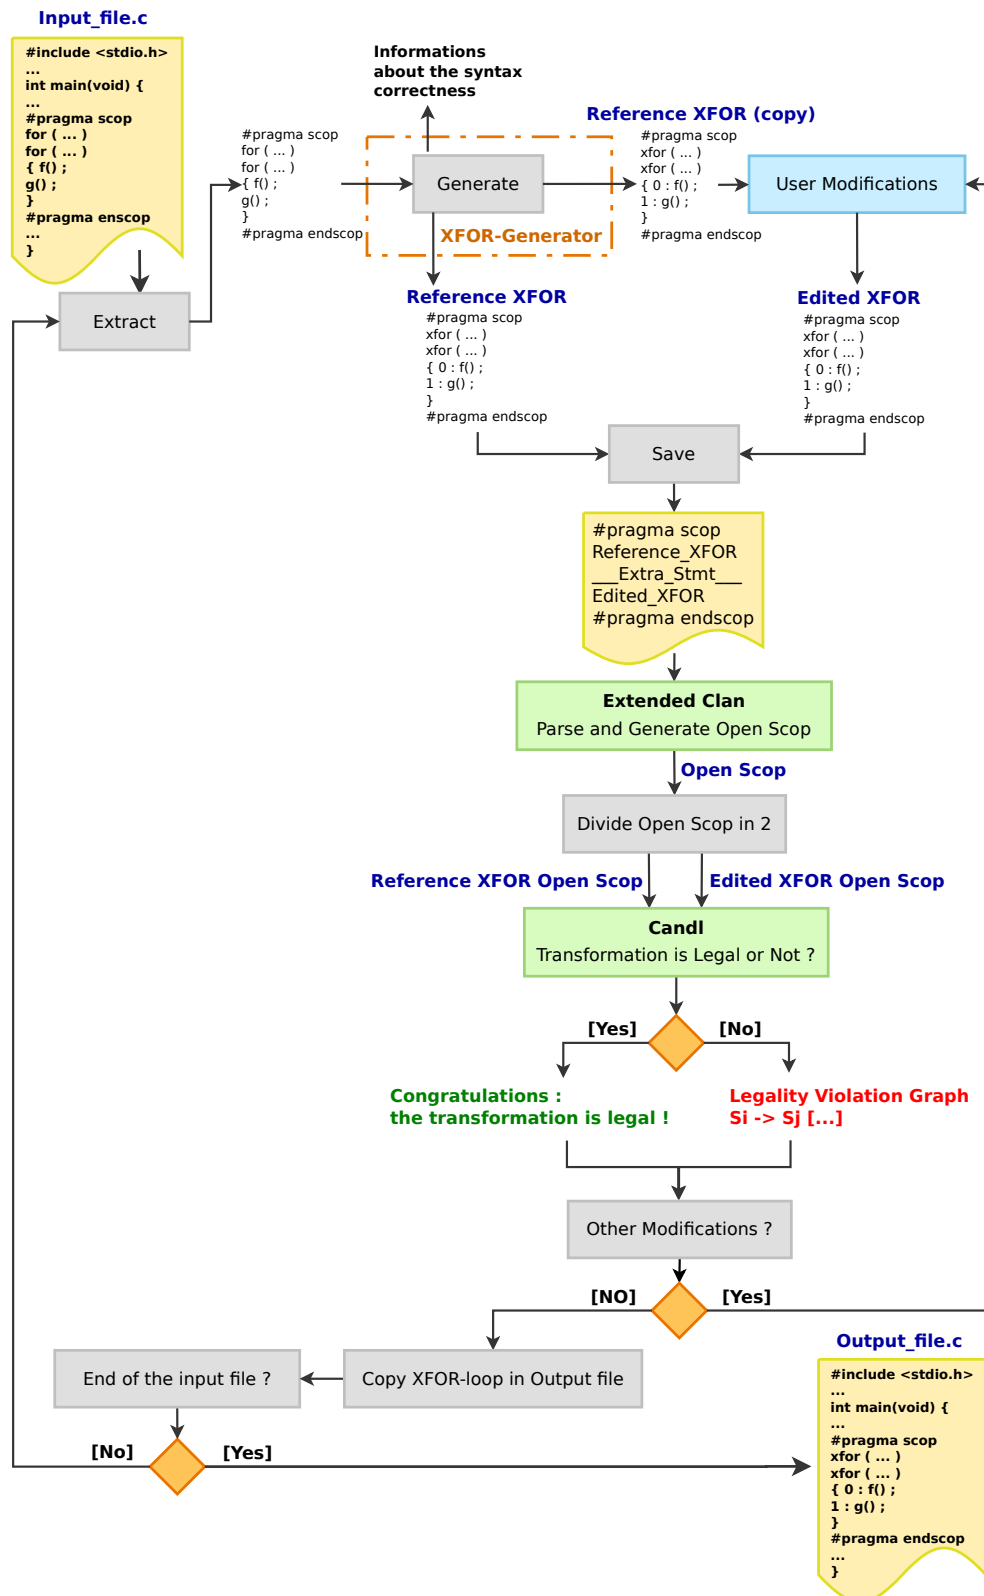 Input_file.c
#include <stdio.h>
...
int main(void) {
...
#pragma scop
for ( ... )
for ( ... )
{ f() ;
g() ;
}
#pragma enscop
...
}
Extract
#pragma scop
for ( ... )
for ( ... )
{ f() ;
g() ;
}
#pragma endscop
Informations
about the syntax
correctness
Generate
XFOR-Generator
Reference XFOR (copy)
#pragma scop
xfor ( ... )
xfor ( ... )
{ 0 : f() ;
1 : g() ;
}
#pragma endscop
User Modifications
Reference XFOR
#pragma scop
xfor ( ... )
xfor ( ... )
{ 0 : f() ;
1 : g() ;
}
#pragma endscop
Edited XFOR
#pragma scop
xfor ( ... )
xfor ( ... )
{ 0 : f() ;
1 : g() ;
}
#pragma endscop
Save
#pragma scop
Reference_XFOR
___Extra_Stmt___
Edited_XFOR
#pragma endscop
Extended Clan
Parse and Generate Open Scop
Open Scop
Divide Open Scop in 2
Reference XFOR Open Scop
Edited XFOR Open Scop
Candl
Transformation is Legal or Not ?
[Yes]
[No]
Congratulations :
the transformation is legal !
Legality Violation Graph
Si -> Sj [...]
Other Modifications ?
[NO]
[Yes]
Copy XFOR-loop in Output file
End of the input file ?
[No]
[Yes]
Output_file.c
#include <stdio.h>
...
int main(void) {
...
#pragma scop
xfor ( ... )
xfor ( ... )
{ 0 : f() ;
1 : g() ;
}
#pragma endscop
...
}